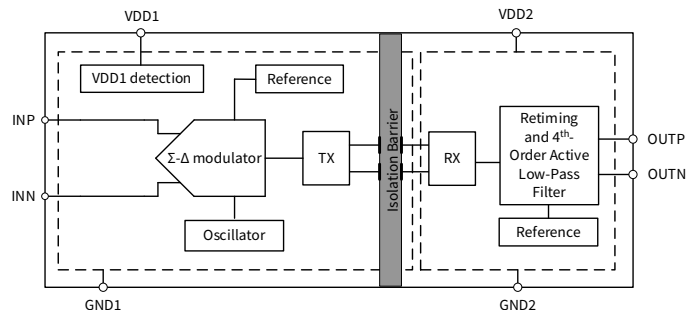 VDD1
VDD2
VDD1 detection
Reference
INP
Σ-Δ modulator
TX
Isolation Barrier
RX
Retiming
and 4th-
Order Active
Low-Pass
Filter
OUTP
OUTN
INN
Oscillator
Reference
GND1
GND2